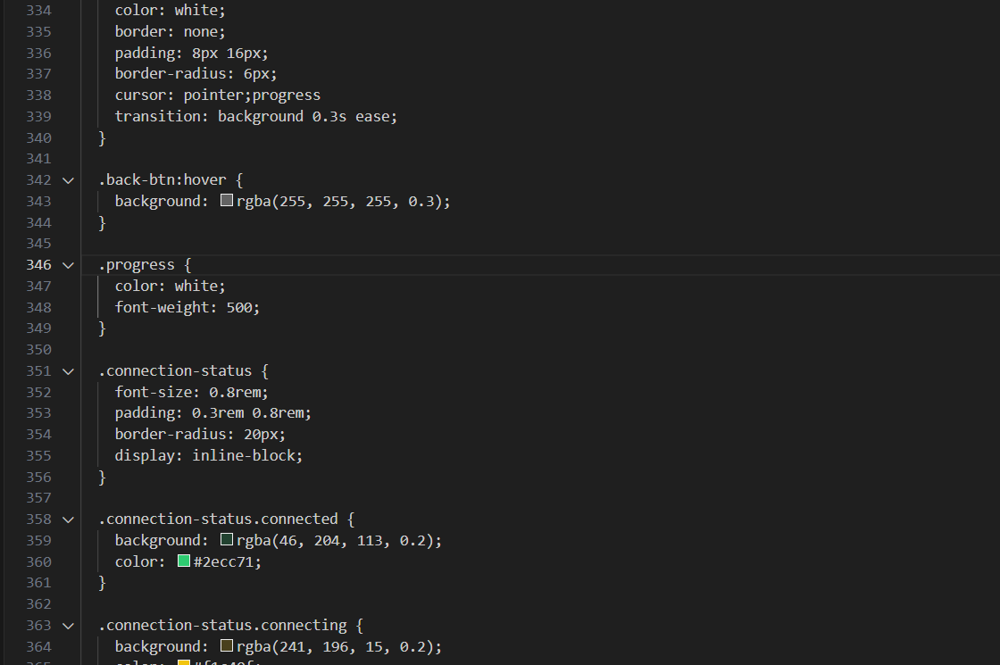 334 color: white;
335 border: none;
336 padding: 8px 16px;
337 border-radius: 6px;
338 cursor: pointer;progress
339 transition: background 0.3s ease;
340 }
341
342 .back-btn:hover {
343 background: rgba(255, 255, 255, 0.3);
344 }
345
346 .progress {
347 color: white;
348 font-weight: 500;
349 }
350
351 .connection-status {
352 font-size: 0.8rem;
353 padding: 0.3rem 0.8rem;
354 border-radius: 20px;
355 display: inline-block;
356 }
357
358 .connection-status.connected {
359 background: rgba(46, 204, 113, 0.2);
360 color: #2ecc71;
361 }
362
363 .connection-status.connecting {
364 background: rgba(241, 196, 15, 0.2);
365 color: #f1c40f;